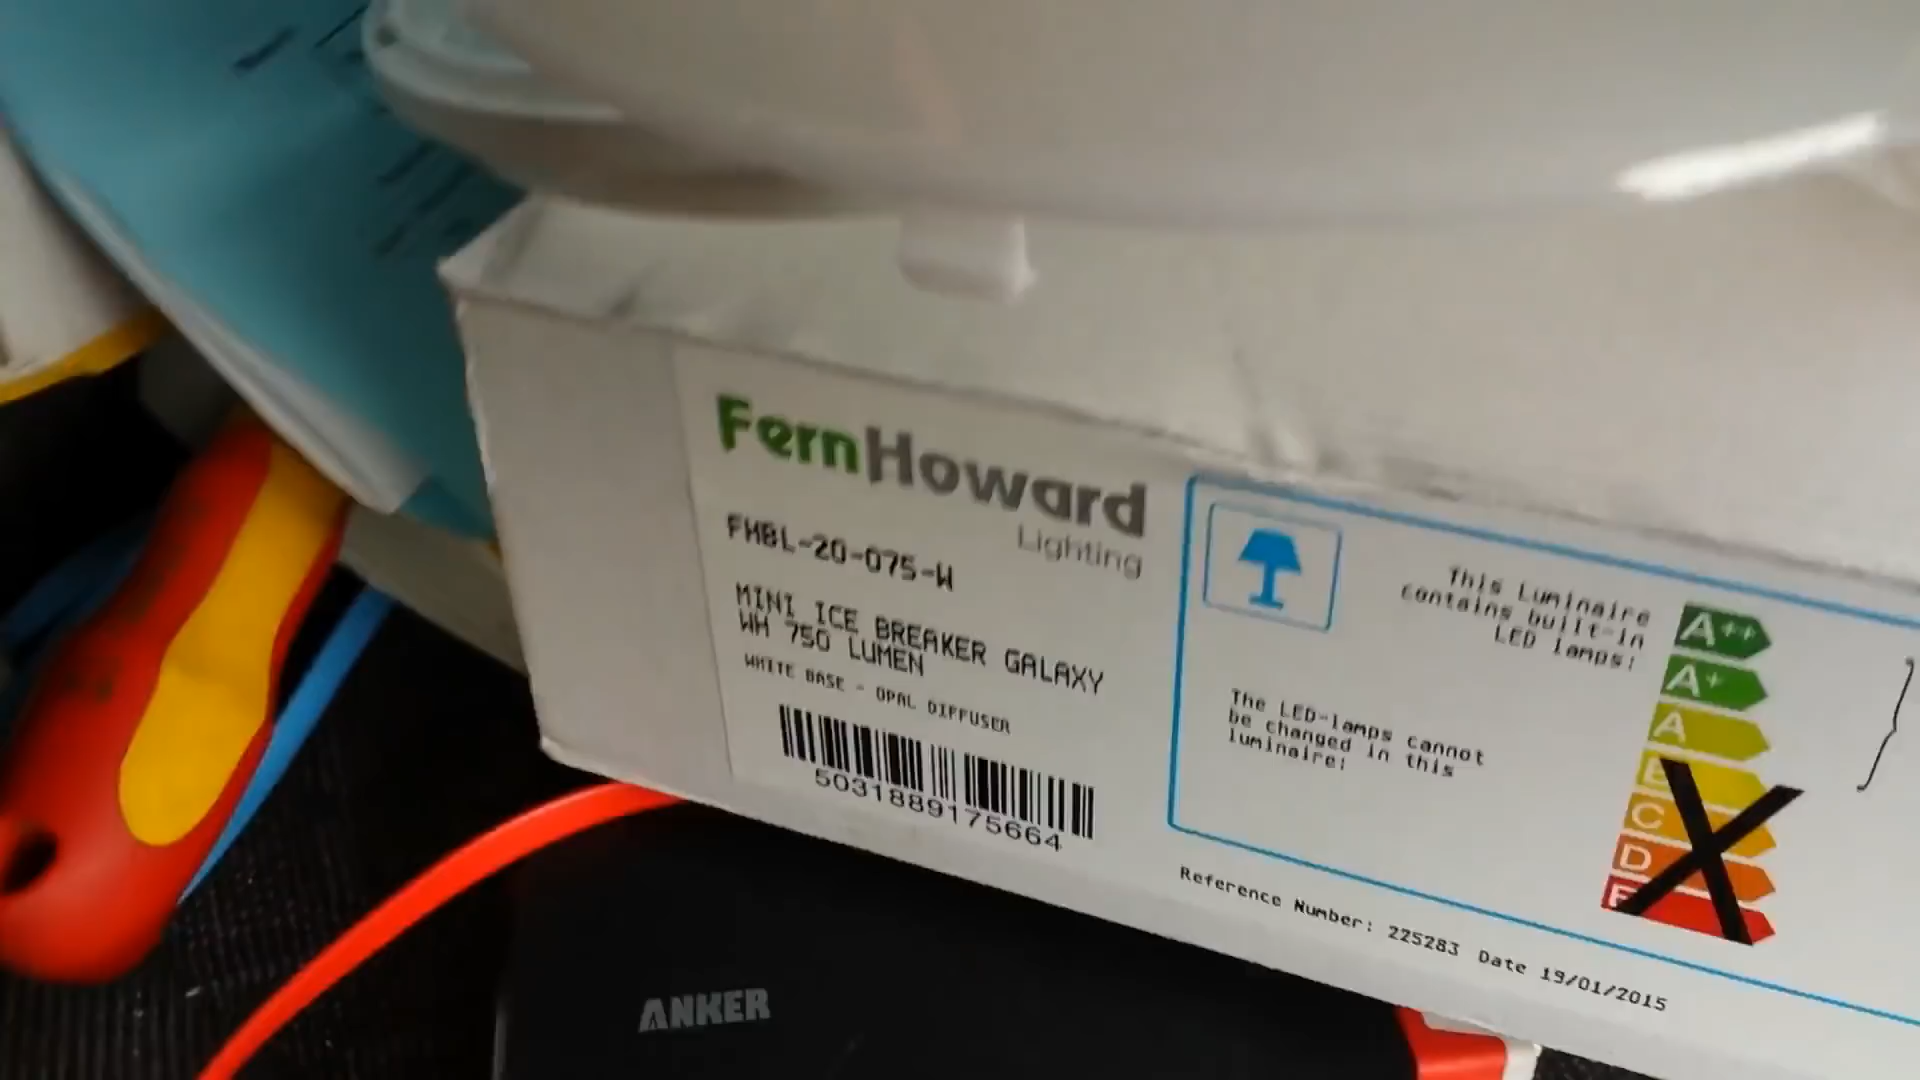 FernHoward
Lighting
FHBL-20-075-W
MINI ICE BREAKER GALAXY
WH 750 LUMEN
WHITE BASE - OPAL DIFFUSER
5031889175664
This Luminaire
contains built-in
LED lamps:
The LED-lamps cannot
be changed in this
luminaire:
A++
A+
A
B
C
D
E
Reference Number: 225283 Date 19/01/2015
ANKER